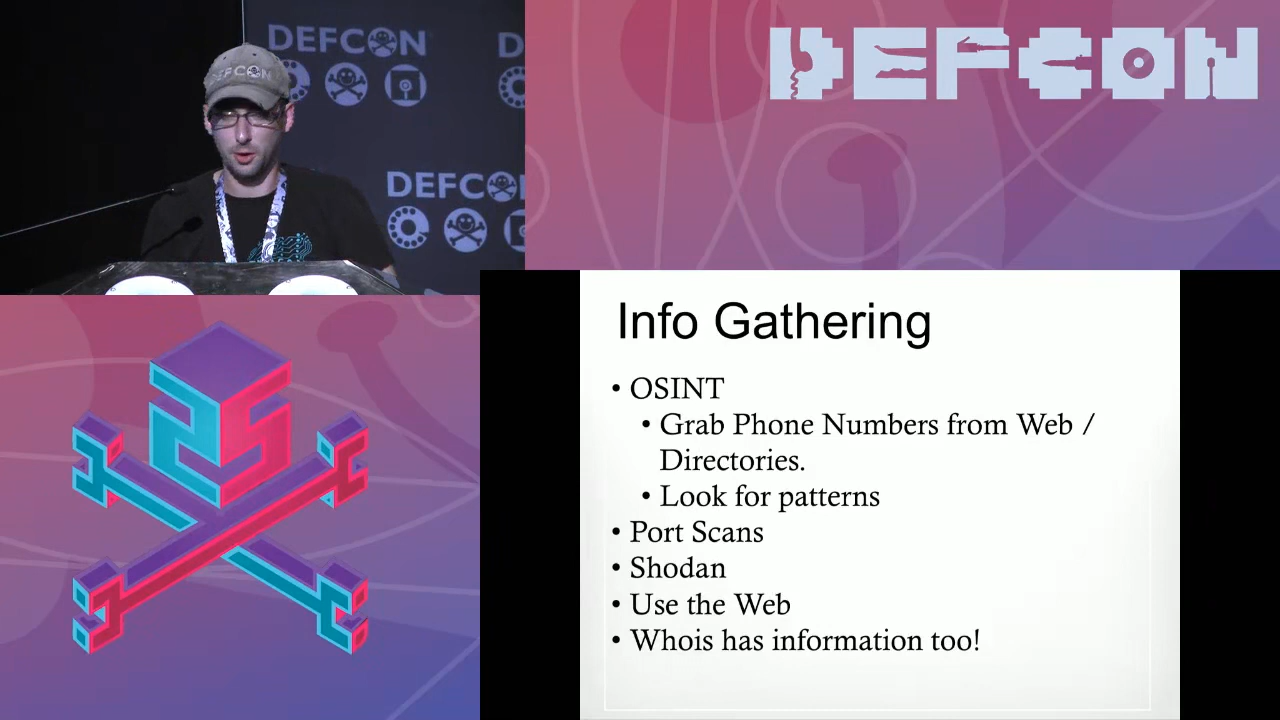 DEFCON
D
DEFCON
DEFCON
DEFCON
Info Gathering
• OSINT
• Grab Phone Numbers from Web /
Directories.
• Look for patterns
• Port Scans
• Shodan
• Use the Web
• Whois has information too!